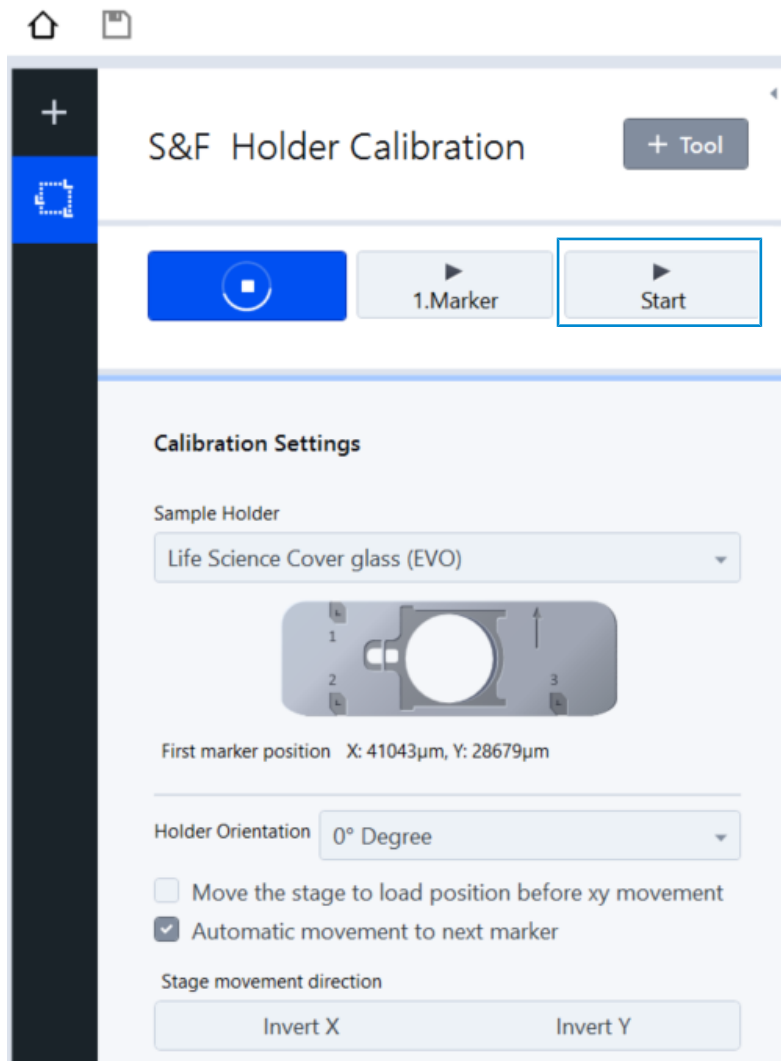 S&F Holder Calibration
+ Tool
1.Marker
Start
Calibration Settings
Sample Holder
Life Science Cover glass (EVO)
1
2
3
First marker position X: 41043µm, Y: 28679µm
Holder Orientation 0° Degree
Move the stage to load position before xy movement
Automatic movement to next marker
Stage movement direction
Invert X Invert Y